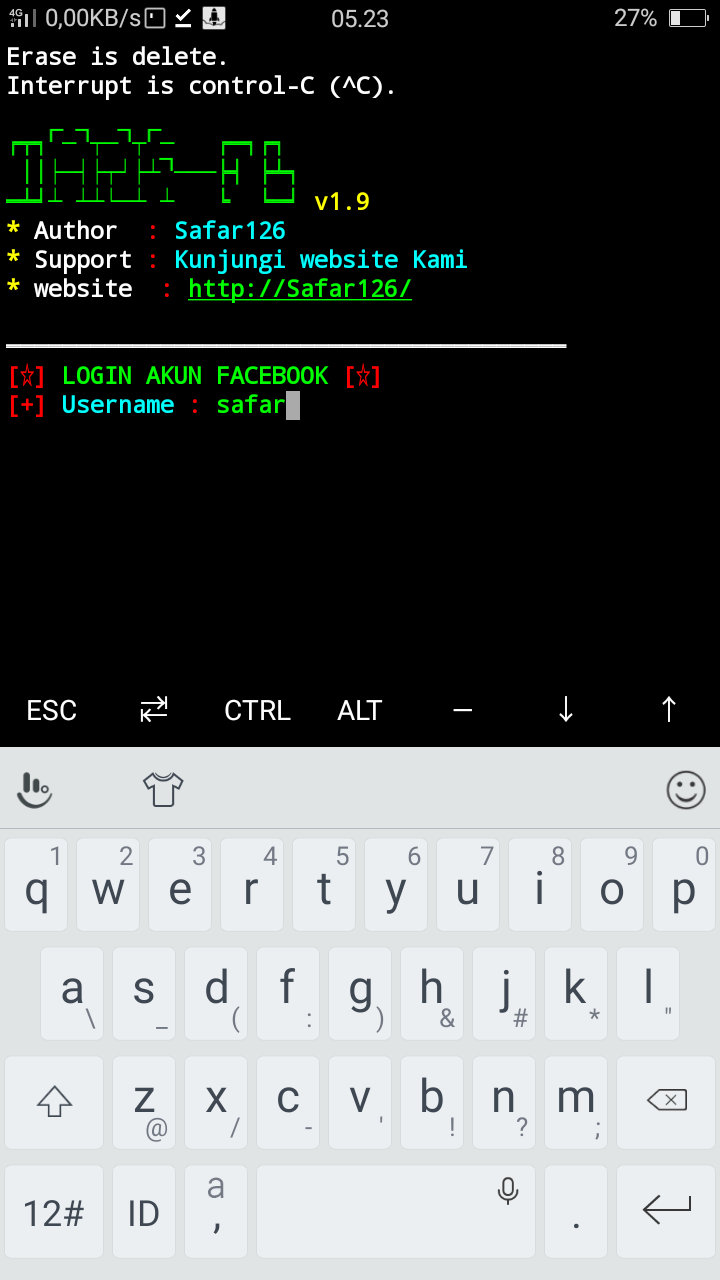 4G 0,00KB/s 05.23 27%
Erase is delete.
Interrupt is control-C (^C).
v1.9
* Author : Safar126
* Support : Kunjungi website Kami
* website : http://Safar126/
[☆] LOGIN AKUN FACEBOOK [☆]
[+] Username : safar
ESC CTRL ALT — ↓ ↑
1 2 3 4 5 6 7 8 9 0
q w e r t y u i o p
a s d f g h j k l
\ _ ( : ) & # * "
z x c v b n m
@ / - ' ! ? ;
12# ID a , .